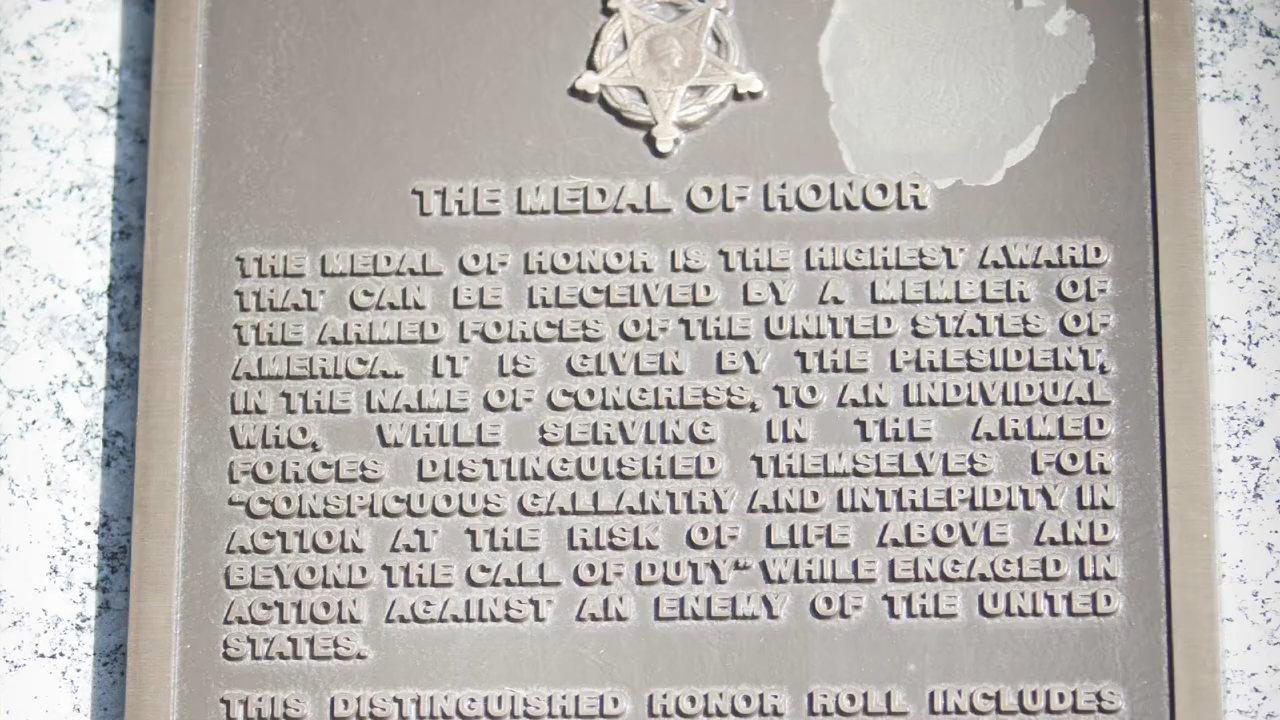 THE MEDAL OF HONOR
THE MEDAL OF HONOR IS THE HIGHEST AWARD
THAT CAN BE RECEIVED BY A MEMBER OF
THE ARMED FORCES OF THE UNITED STATES OF
AMERICA. IT IS GIVEN BY THE PRESIDENT,
IN THE NAME OF CONGRESS, TO AN INDIVIDUAL
WHO, WHILE SERVING IN THE ARMED
FORCES DISTINGUISHED THEMSELVES FOR
“CONSPICUOUS GALLANTRY AND INTREPIDITY IN
ACTION AT THE RISK OF LIFE ABOVE AND
BEYOND THE CALL OF DUTY” WHILE ENGAGED IN
ACTION AGAINST AN ENEMY OF THE UNITED
STATES.
THIS DISTINGUISHED HONOR ROLL INCLUDES